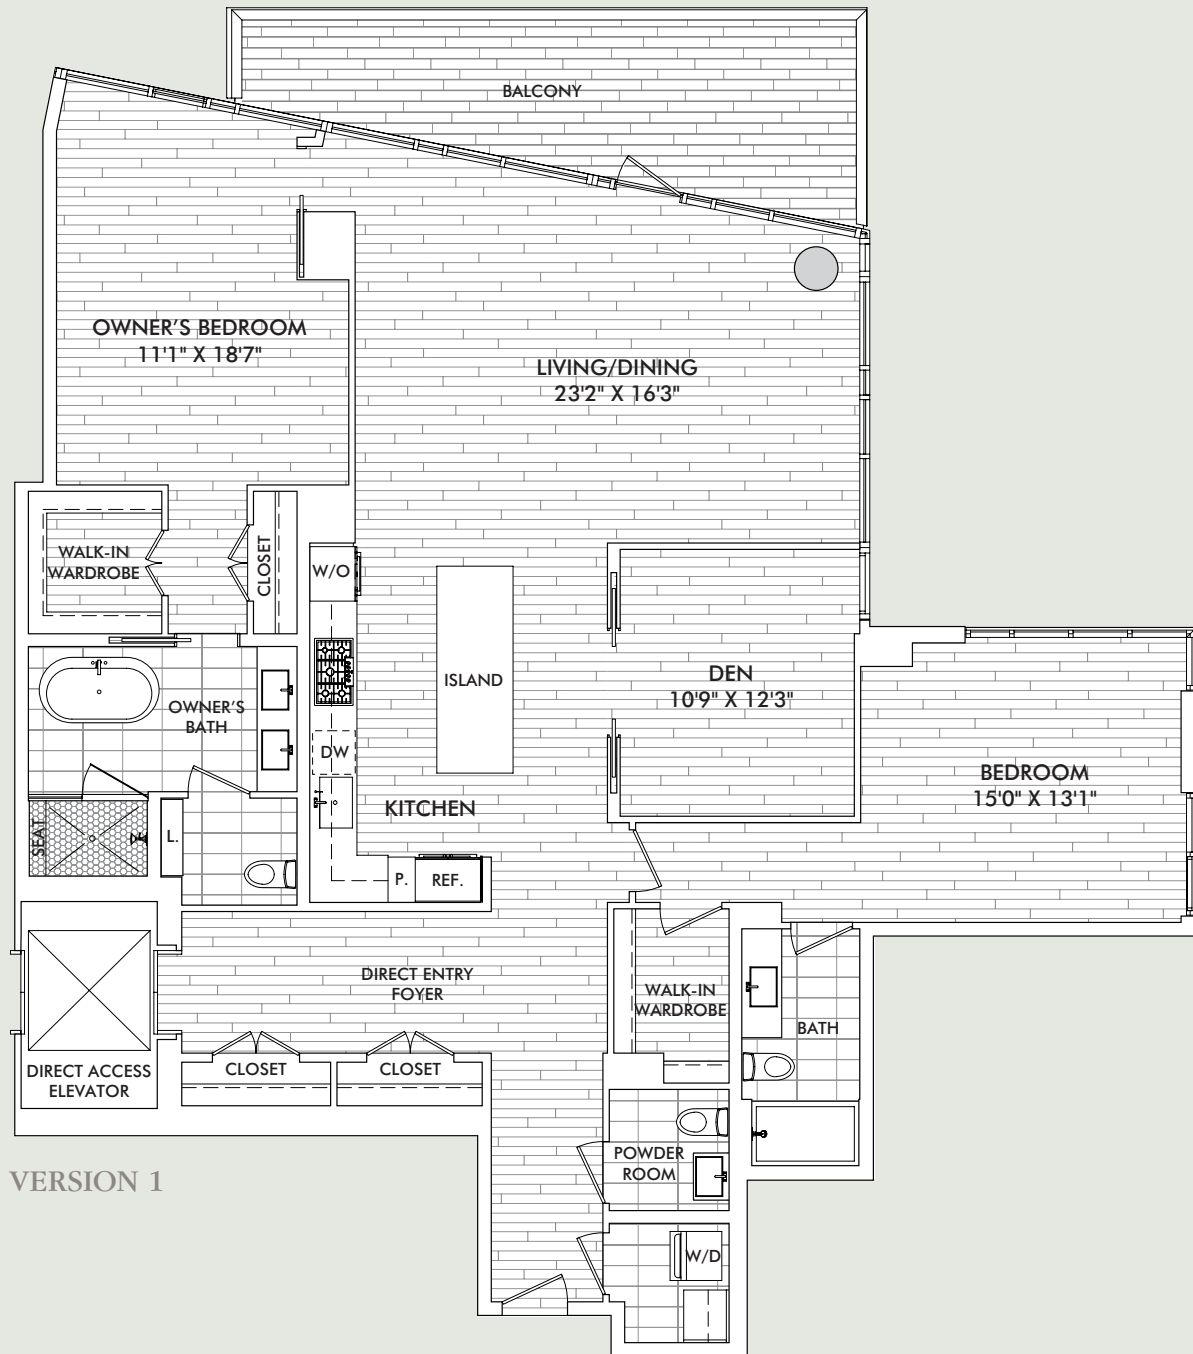 BALCONY
OWNER'S BEDROOM
11'1" X 18'7"
LIVING/DINING
23'2" X 16'3"
WALK-IN
WARDROBE
CLOSET
W/O
ISLAND
DEN
10'9" X 12'3"
OWNER'S
BATH
DW
BEDROOM
15'0" X 13'1"
KITCHEN
SEAT
L.
P.
REF.
DIRECT ENTRY
FOYER
WALK-IN
WARDROBE
BATH
DIRECT ACCESS
ELEVATOR
CLOSET
CLOSET
POWDER
ROOM
VERSION 1
W/D